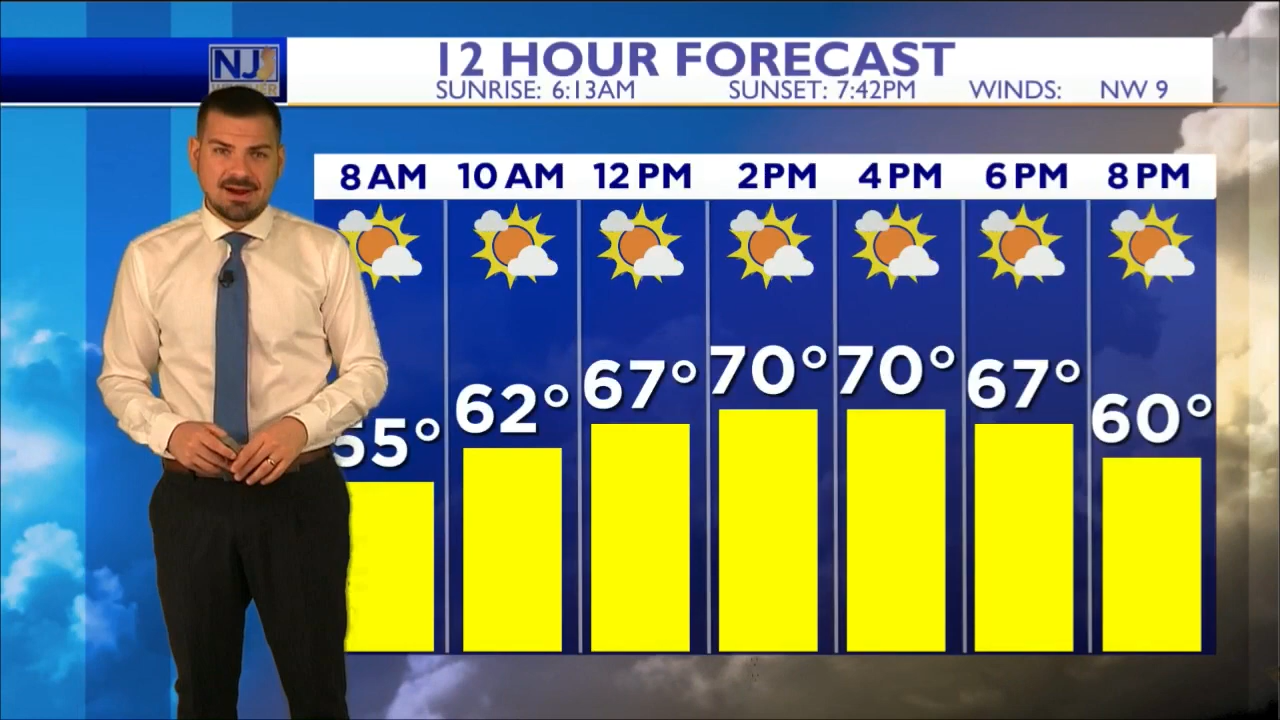 NJ
12 HOUR FORECAST
SUNRISE: 6:13AM SUNSET: 7:42PM WINDS: NW 9
8 AM 10 AM 12 PM 2 PM 4 PM 6 PM 8 PM
55° 62° 67° 70° 70° 67° 60°